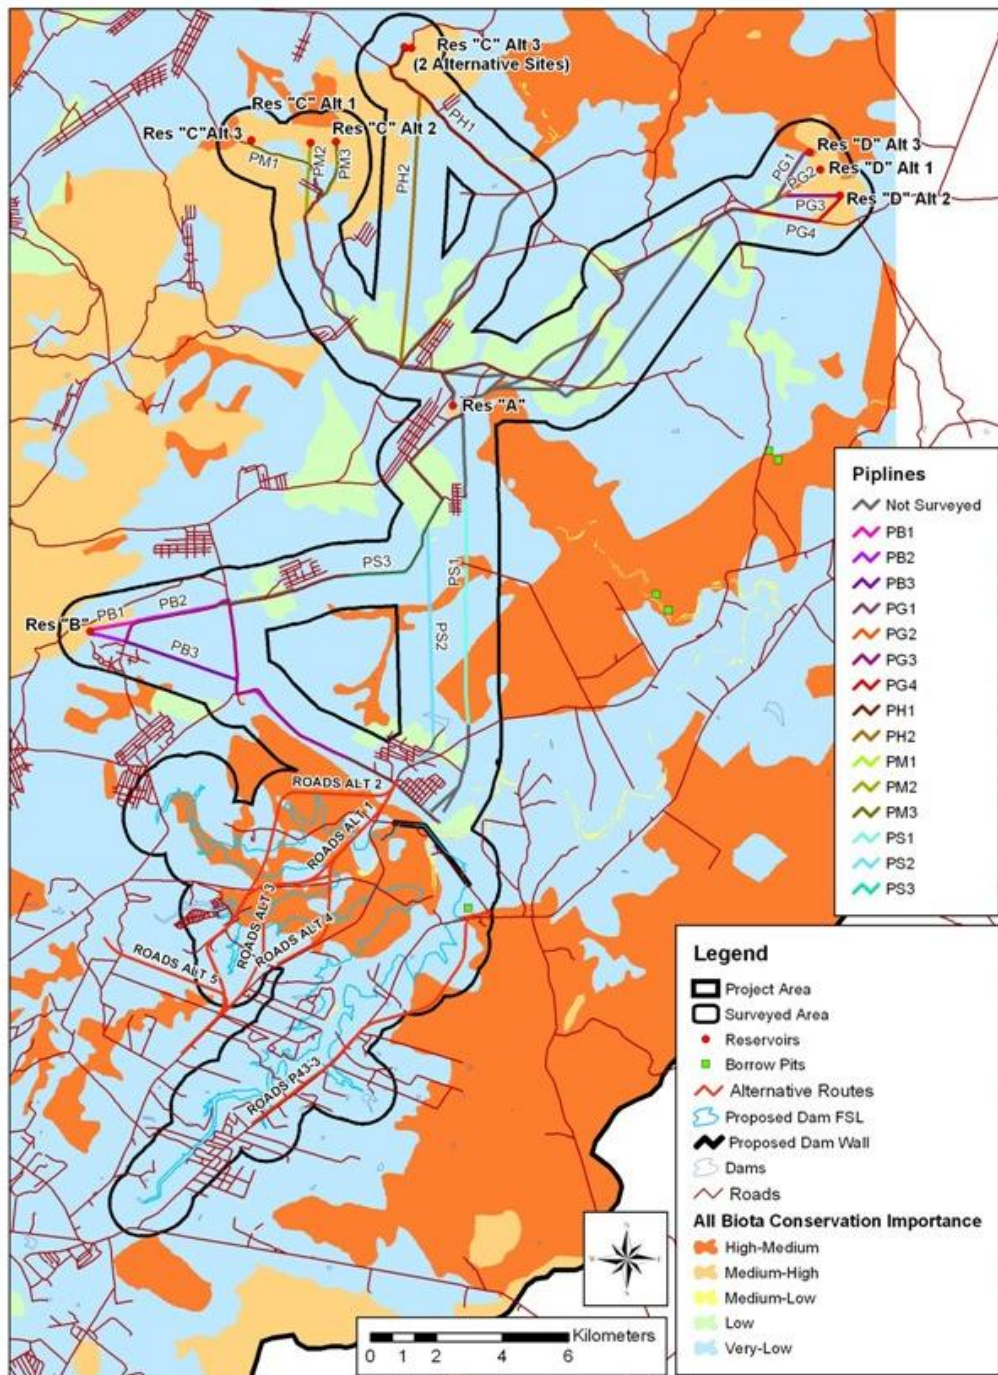 Res "C" Alt 3
(2 Alternative Sites)
PH1
Res "C" Alt 1
Res "C"Alt 3
Res "C" Alt 2
PM1
PM2
PM3
PH2
Res "D" Alt 3
PG1
PG2
Res "D" Alt 1
PG3
Res "D" Alt 2
PG4
Res "A"
PS3
PS1
PB1
PB2
Res "B"
PS2
PB3
ROADS ALT 2
ROADS ALT 1
ROADS ALT 3
ROADS ALT 4
ROADS ALT 5
ROADS P43-3
Piplines
Not Surveyed
PB1
PB2
PB3
PG1
PG2
PG3
PG4
PH1
PH2
PM1
PM2
PM3
PS1
PS2
PS3
Legend
Project Area
Surveyed Area
Reservoirs
Borrow Pits
Alternative Routes
Proposed Dam FSL
Proposed Dam Wall
Dams
Roads
All Biota Conservation Importance
High-Medium
Medium-High
Medium-Low
Low
Very-Low
Kilometers
0 1 2 4 6